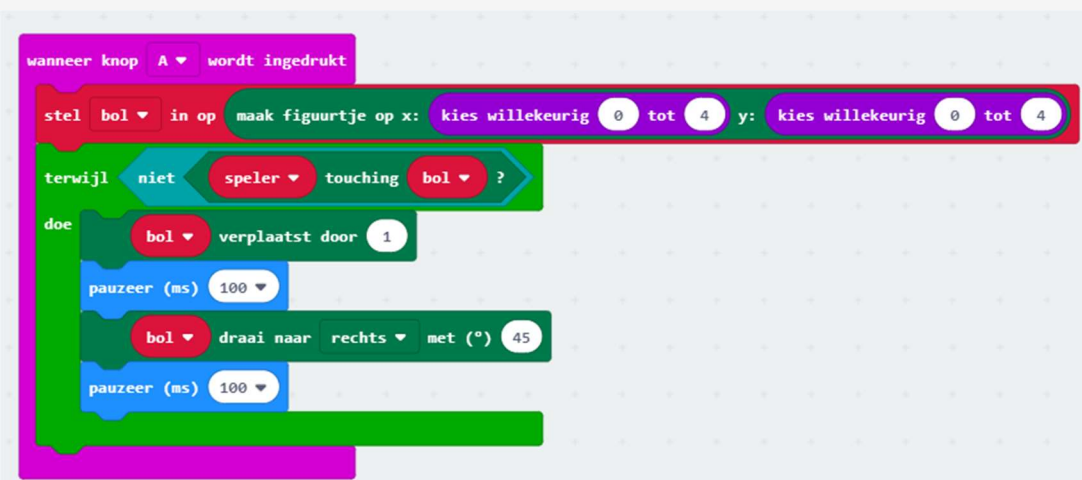 wanneer knop A wordt ingedrukt
stel bol in op maak figuurtje op x: kies willekeurig 0 tot 4 y: kies willekeurig 0 tot 4
terwijl niet speler touching bol ?
doe
bol verplaatst door 1
pauzeer (ms) 100
bol draai naar rechts met (°) 45
pauzeer (ms) 100